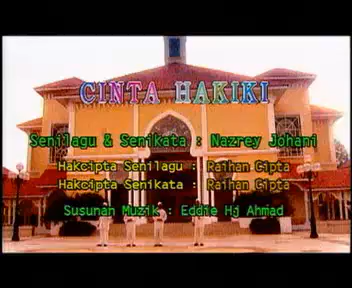 CINTA HAKIKI
Senilagu & Senikata : Nazrey Johani
Hakcipta Senilagu : Raihan Cipta
Hakcipta Senikata : Raihan Cipta
Susunan Muzik : Eddie Hj Ahmad